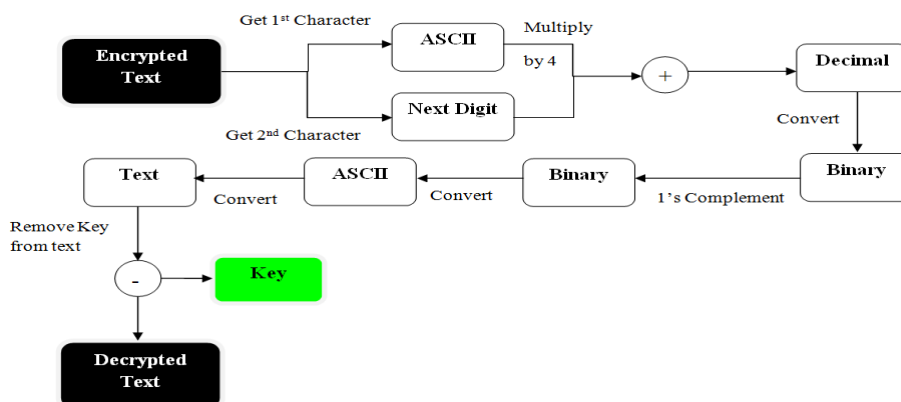 Get 1st Character
ASCII
Multiply
by 4
Encrypted
Text
+
Decimal
Next Digit
Get 2nd Character
Convert
Text
ASCII
Binary
Binary
Convert
Convert
1's Complement
Remove Key
from text
-
Key
Decrypted
Text